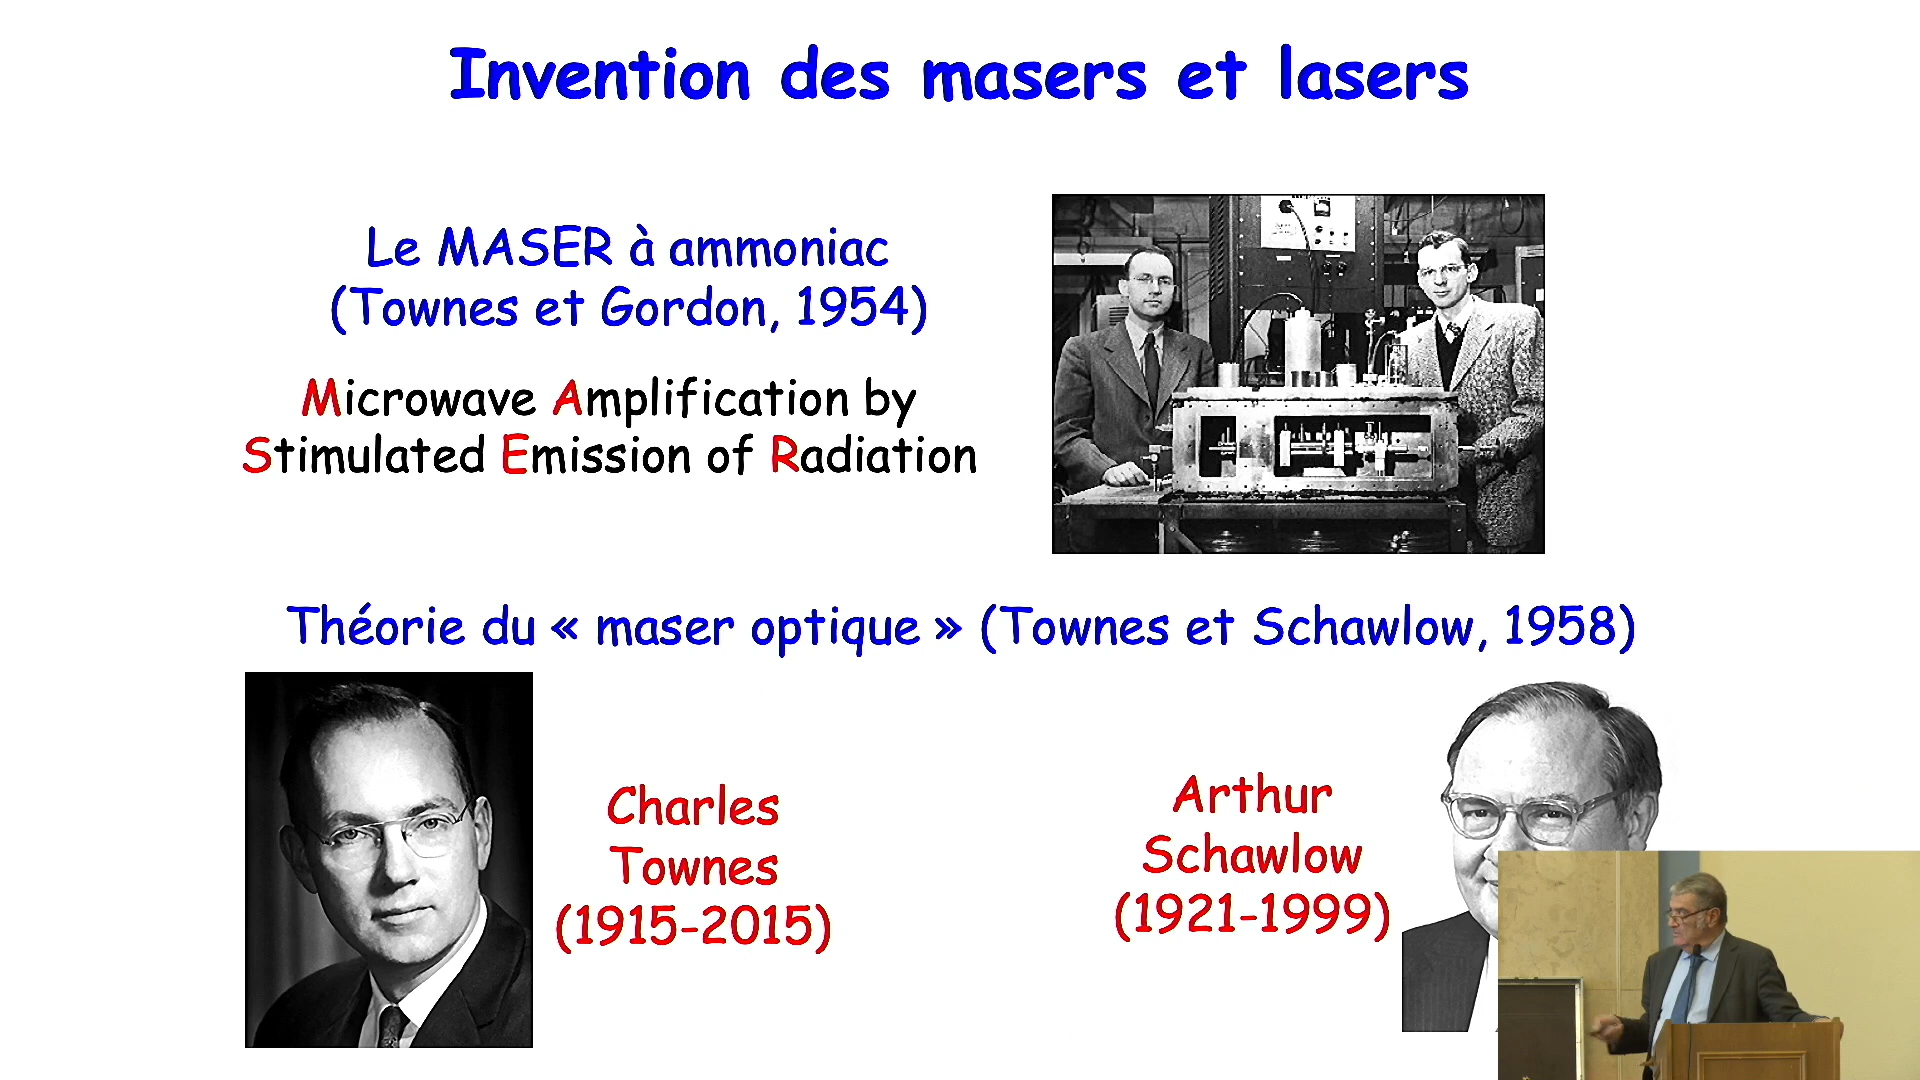 Invention des masers et lasers
Le MASER à ammoniac
(Townes et Gordon, 1954)
Microwave Amplification by
Stimulated Emission of Radiation
Théorie du « maser optique » (Townes et Schawlow, 1958)
Charles
Townes
(1915-2015)
Arthur
Schawlow
(1921-1999)